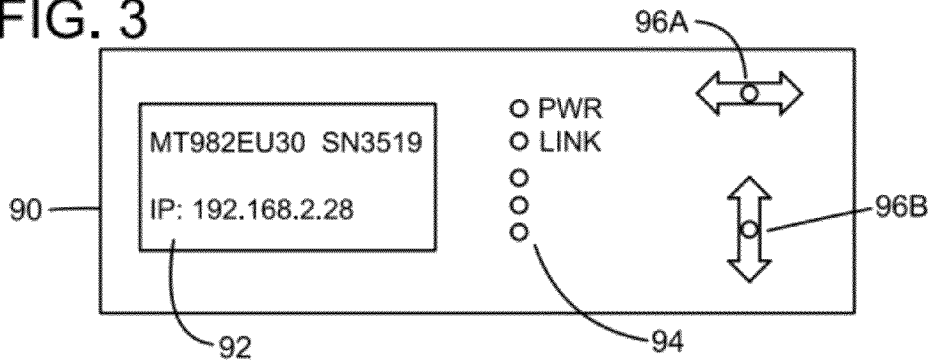 FIG. 3
96A
MT982EU30 SN3519
PWR
LINK
90
IP: 192.168.2.28
96B
92
94